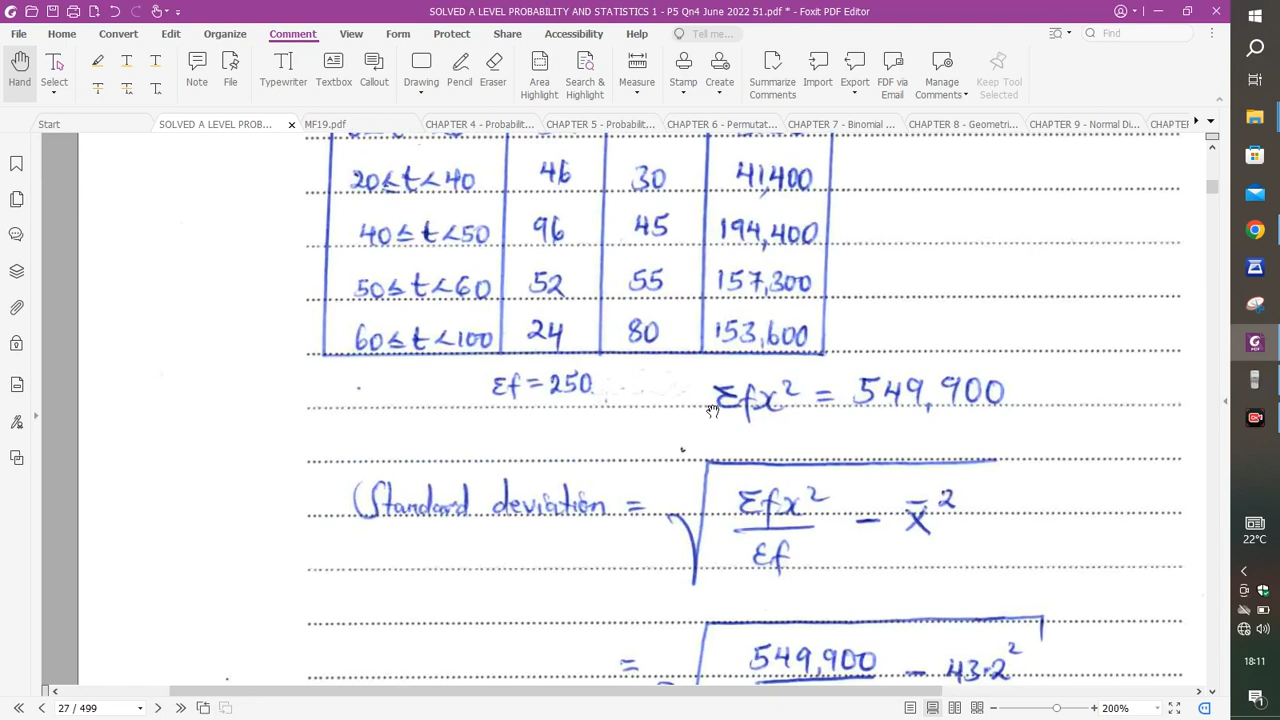 SOLVED A LEVEL PROBABILITY AND STATISTICS 1 - P5 Qn4 June 2022 51.pdf * - Foxit PDF Editor
File Home Convert Edit Organize Comment View Form Protect Share Accessibility Help Tell me... Find
Hand Select Note File Typewriter Textbox Callout Drawing Pencil Eraser Area Highlight Search & Highlight Measure Stamp Create Summarize Comments Import Export FDF via Email Manage Comments Keep Tool Selected
Start SOLVED A LEVEL PROB... MF19.pdf CHAPTER 4 - Probabilit... CHAPTER 5 - Probabilit... CHAPTER 6 - Permutat... CHAPTER 7 - Binomial ... CHAPTER 8 - Geometri... CHAPTER 9 - Normal Di... CHAPTE
20≤t<40 46 30 41,400
40≤t<50 96 45 194,400
50≤t<60 52 55 157,300
60≤t<100 24 80 153,600
Σf = 250 Σfx² = 549,900
Standard deviation = √ Σfx² / Σf − x̄²
= √ 549,900 − 43.2²
27 / 499
200%
22°C
18:11